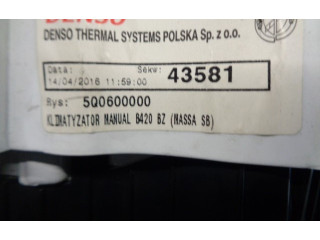 DENSO
DENSO THERMAL SYSTEMS POLSKA Sp. z o.o.
Data: Sekw:
14/04/2016 11:59:00 43581
Rys: 5Q0600000
KLIMATYZATOR MANUAL B420 BZ (MASSA SB)